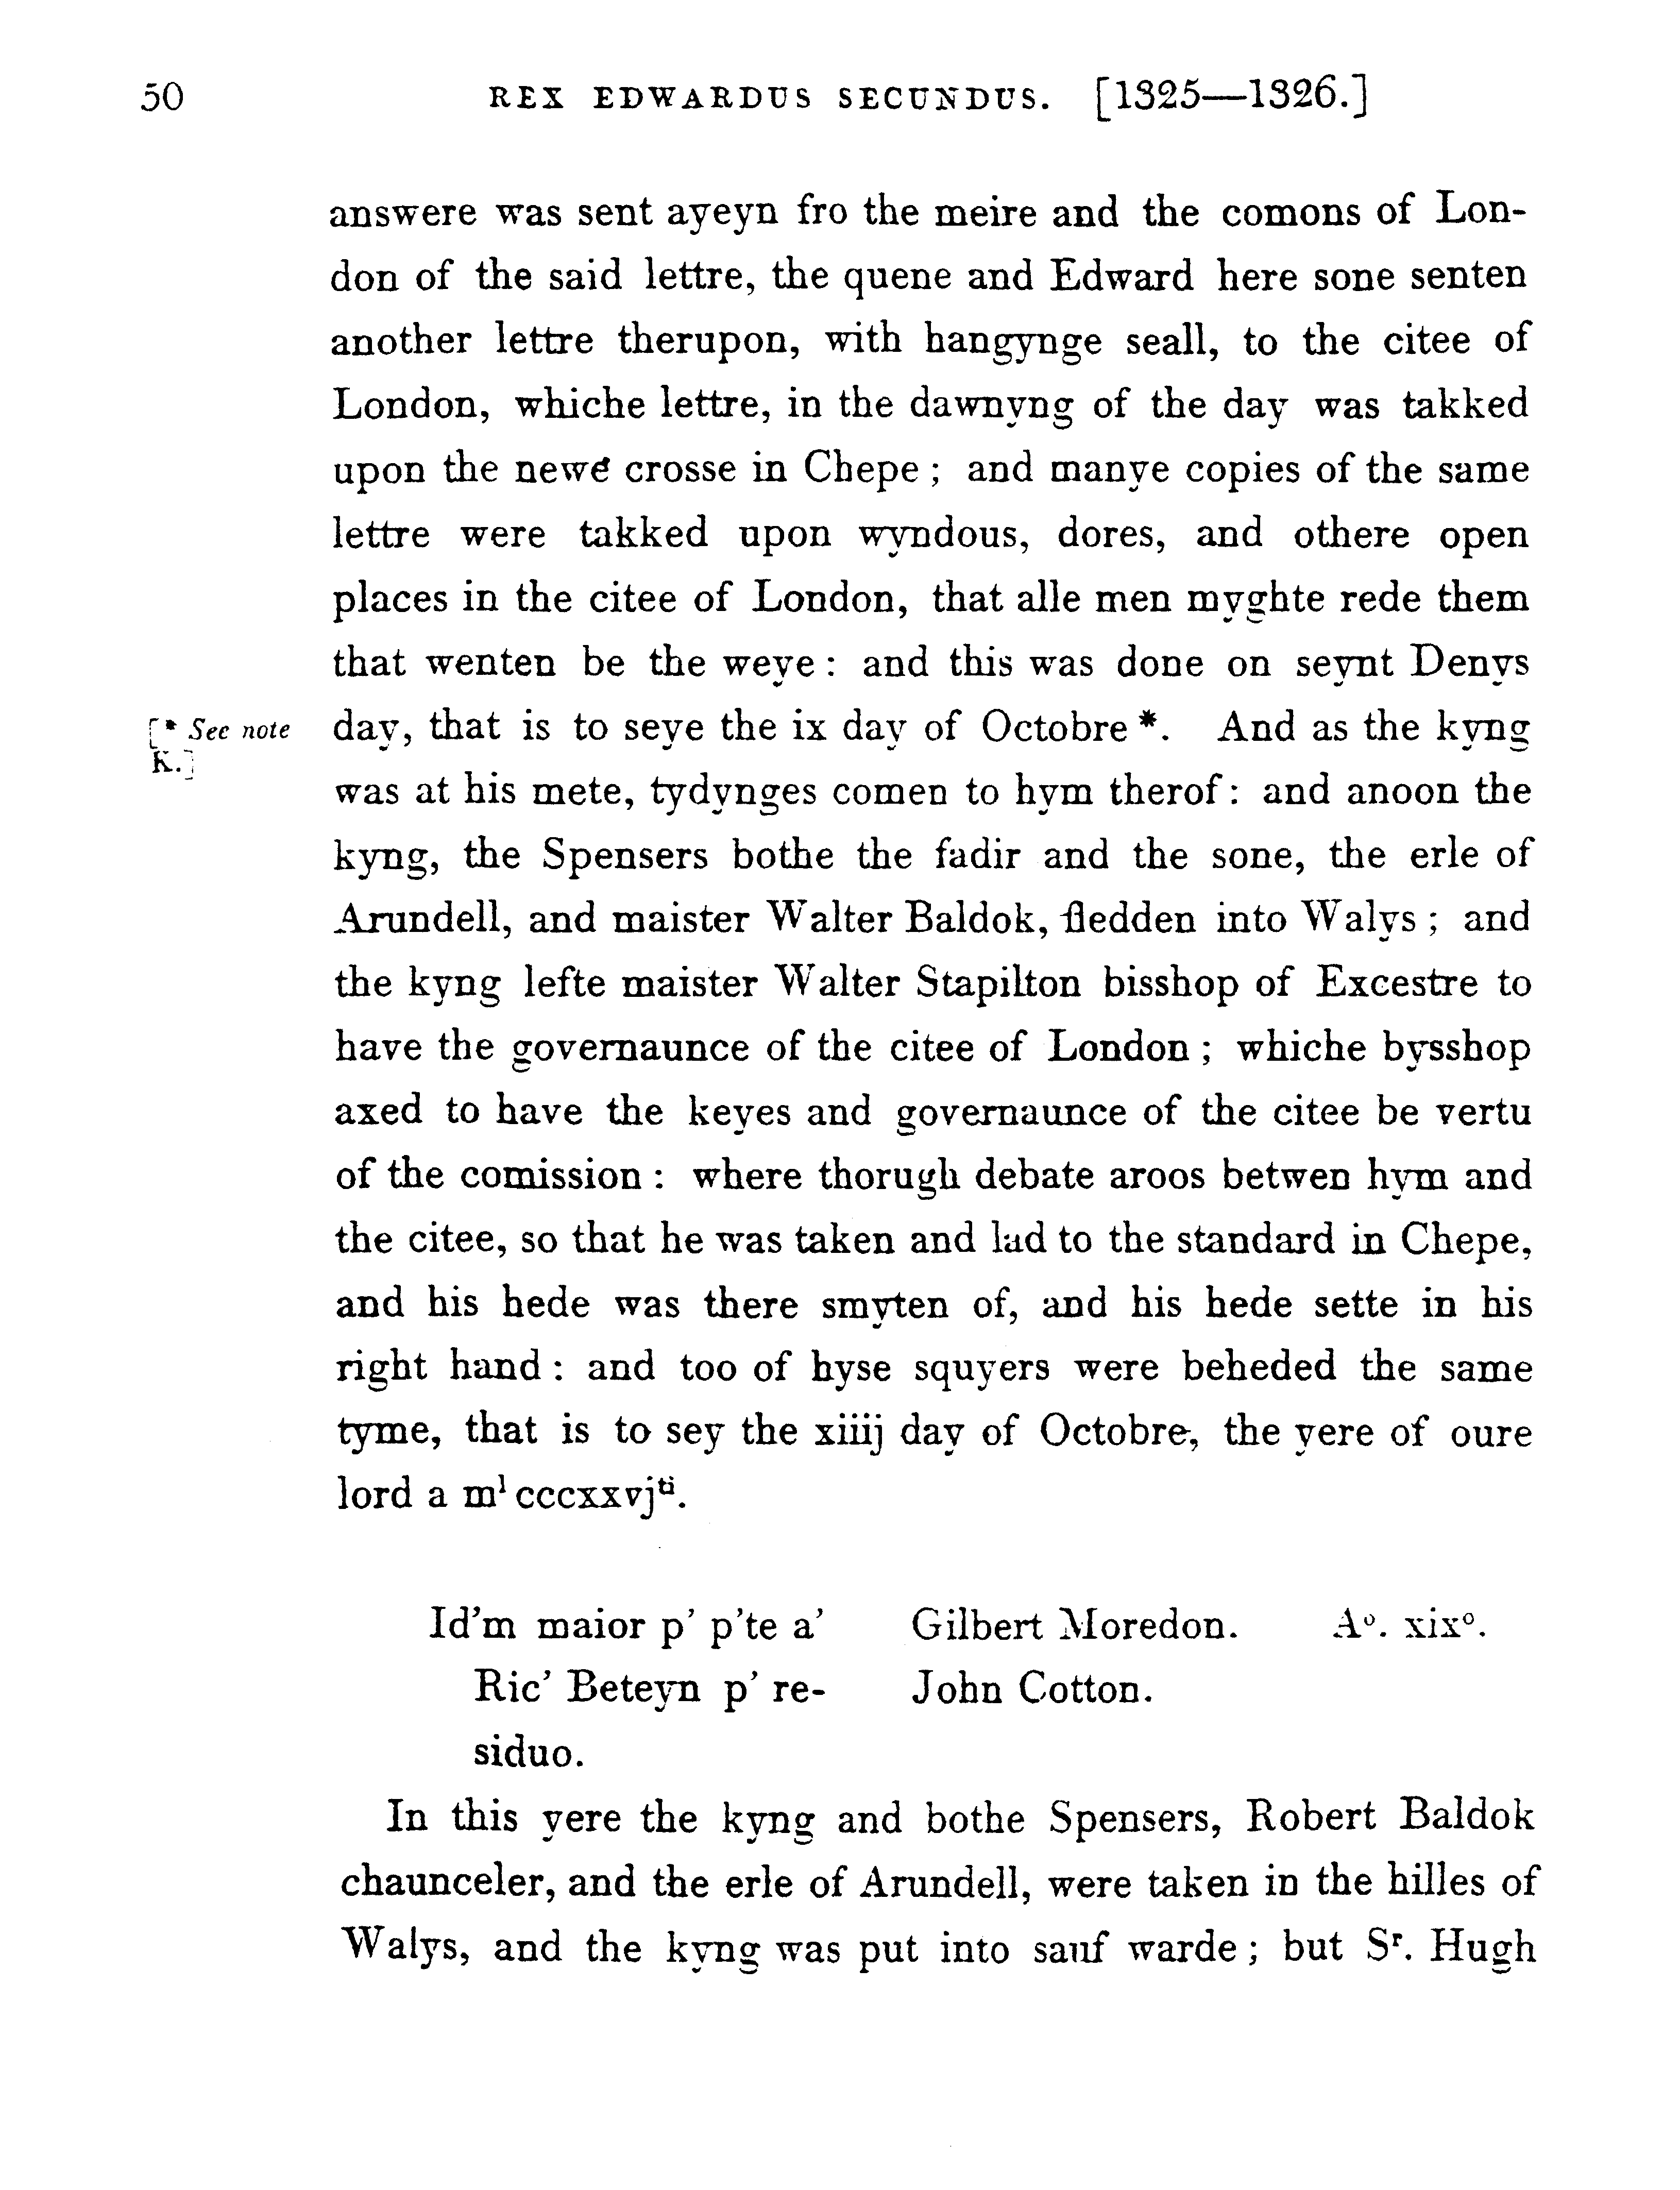 50 REX EDWARDUS SECUNDUS. [1325—1326.]
answere was sent ayeyn fro the meire and the comons of Lon-
don of the said lettre, the quene and Edward here sone senten
another lettre therupon, with hangynge seall, to the citee of
London, whiche lettre, in the dawnyng of the day was takked
upon the newe crosse in Chepe; and manye copies of the same
lettre were takked upon wyndous, dores, and othere open
places in the citee of London, that alle men myghte rede them
that wenten be the weye: and this was done on seynt Denys
[* See note day, that is to seye the ix day of Octobre *. And as the kyng
K.] was at his mete, tydynges comen to hym therof: and anoon the
kyng, the Spensers bothe the fadir and the sone, the erle of
Arundell, and maister Walter Baldok, fledden into Walys; and
the kyng lefte maister Walter Stapilton bisshop of Excestre to
have the governaunce of the citee of London; whiche bysshop
axed to have the keyes and governaunce of the citee be vertu
of the comission: where thorugh debate aroos betwen hym and
the citee, so that he was taken and lad to the standard in Chepe,
and his hede was there smyten of, and his hede sette in his
right hand: and too of hyse squyers were beheded the same
tyme, that is to sey the xiiij day of Octobre, the yere of oure
lord a mˡ cccxxvjᵗⁱ.
Id'm maior p' p'te a' Gilbert Moredon. Aº. xixº.
Ric' Beteyn p' re- John Cotton.
siduo.
In this yere the kyng and bothe Spensers, Robert Baldok
chaunceler, and the erle of Arundell, were taken in the hilles of
Walys, and the kyng was put into sauf warde; but Sʳ. Hugh